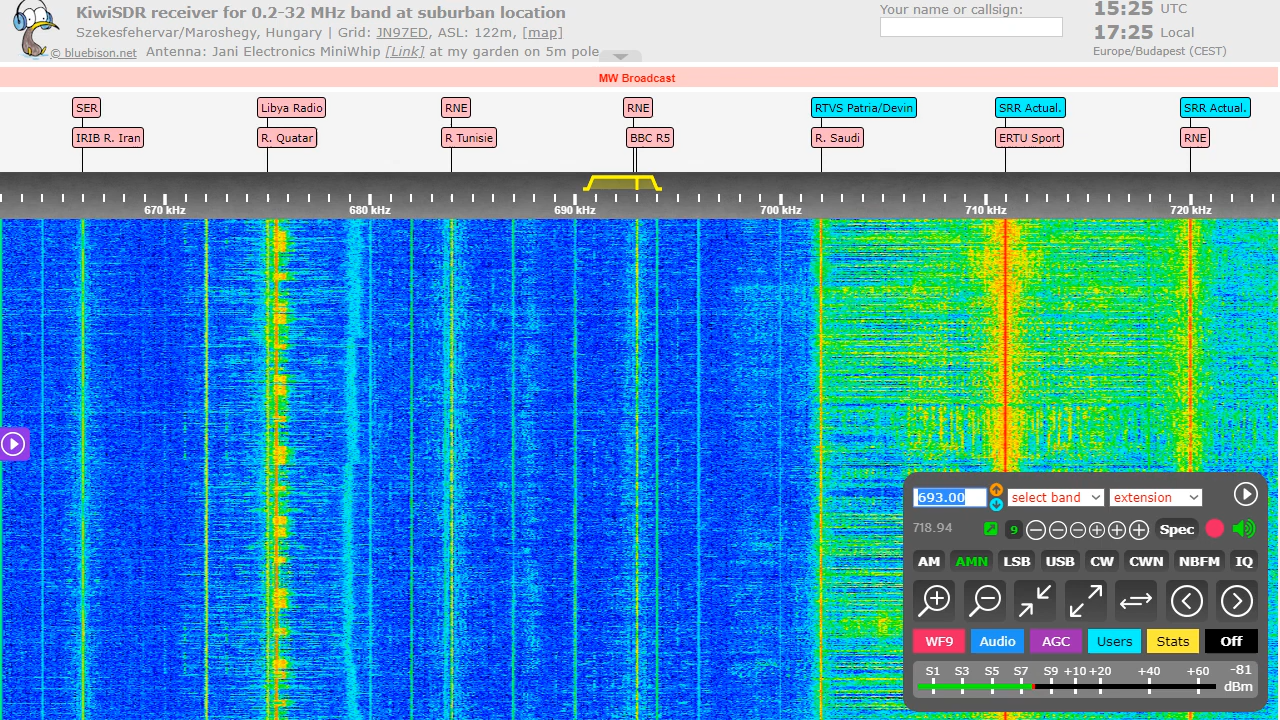 KiwiSDR receiver for 0.2-32 MHz band at suburban location
Szekesfehervar/Maroshegy, Hungary | Grid: JN97ED, ASL: 122m, [map]
© bluebison.net Antenna: Jani Electronics MiniWhip [Link] at my garden on 5m pole
Your name or callsign:
15:25 UTC
17:25 Local
Europe/Budapest (CEST)
MW Broadcast
SER Libya Radio RNE RNE RTVS Patria/Devin SRR Actual. SRR Actual.
IRIB R. Iran R. Quatar R Tunisie BBC R5 R. Saudi ERTU Sport RNE
670 kHz 680 kHz 690 kHz 700 kHz 710 kHz 720 kHz
693.00 select band extension
718.94 9 Spec
AM AMN LSB USB CW CWN NBFM IQ
WF9 Audio AGC Users Stats Off
S1 S3 S5 S7 S9 +10 +20 +40 +60 -81
dBm